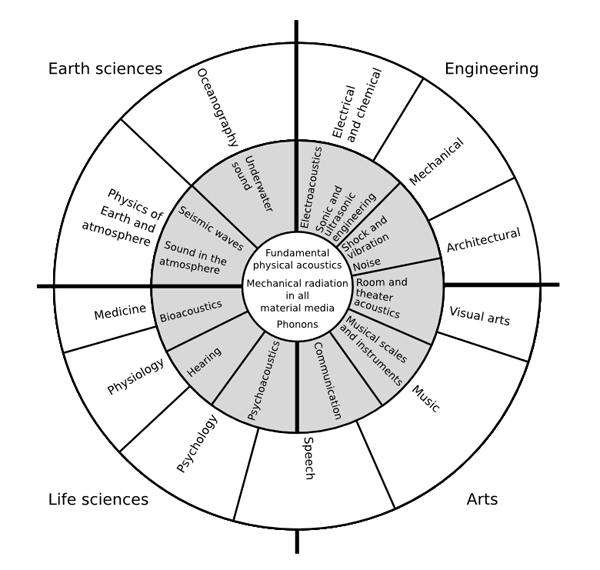 Earth sciences
Engineering
Oceanography
Electrical
and chemical
Mechanical
Architectural
Physics of
Earth and
atmosphere
Underwater
sound
Electroacoustics
Sonic and
ultrasonic
engineering
Seismic waves
Sound in the
atmosphere
Shock and
vibration
Noise
Fundamental
physical acoustics
Mechanical radiation
in all
material media
Phonons
Room and
theater
acoustics
Visual arts
Medicine
Bioacoustics
Physiology
Hearing
Psychology
Psychoacoustics
Communication
Speech
Musical scales
and instruments
Music
Life sciences
Arts